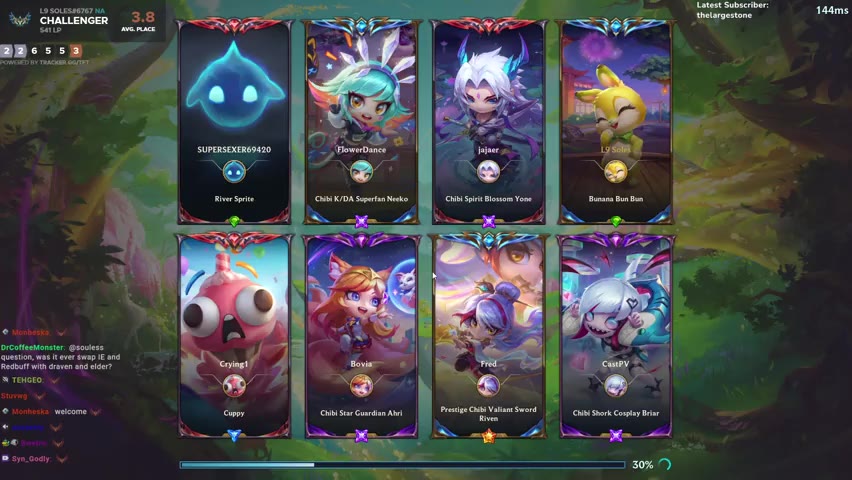 L9 SOLES#6767 NA
CHALLENGER
541 LP
3.8
AVG. PLACE
2 2 6 5 5 3
POWERED BY TRACKER.GG/TFT
Latest Subscriber:
thelargestone
144ms
SUPERSEXER69420
River Sprite
FlowerDance
Chibi K/DA Superfan Neeko
jajaer
Chibi Spirit Blossom Yone
L9 Soles
Bunana Bun Bun
Crying1
Cuppy
Bovia
Chibi Star Guardian Ahri
Fred
Prestige Chibi Valiant Sword
Riven
CastPV
Chibi Shork Cosplay Briar
Monheska
DrCoffeeMonster: @souless
question, was it ever swap IE and
Redbuff with draven and elder?
TEHGEO
Stuvwg
Monheska welcome
Syn_Godly:
30%